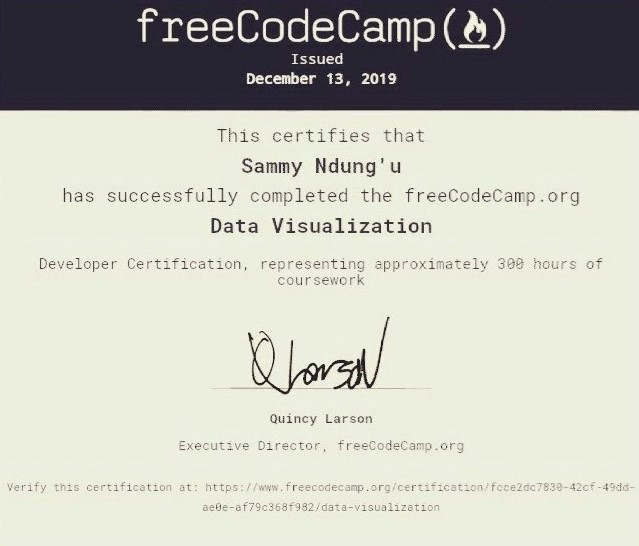 freeCodeCamp(🔥)
Issued
December 13, 2019
This certifies that
Sammy Ndung'u
has successfully completed the freeCodeCamp.org
Data Visualization
Developer Certification, representing approximately 300 hours of
coursework
Q Larson
Quincy Larson
Executive Director, freeCodeCamp.org
Verify this certification at: https://www.freecodecamp.org/certification/fcce2dc7830-42cf-49dd-
ae0e-af79c368f982/data-visualization